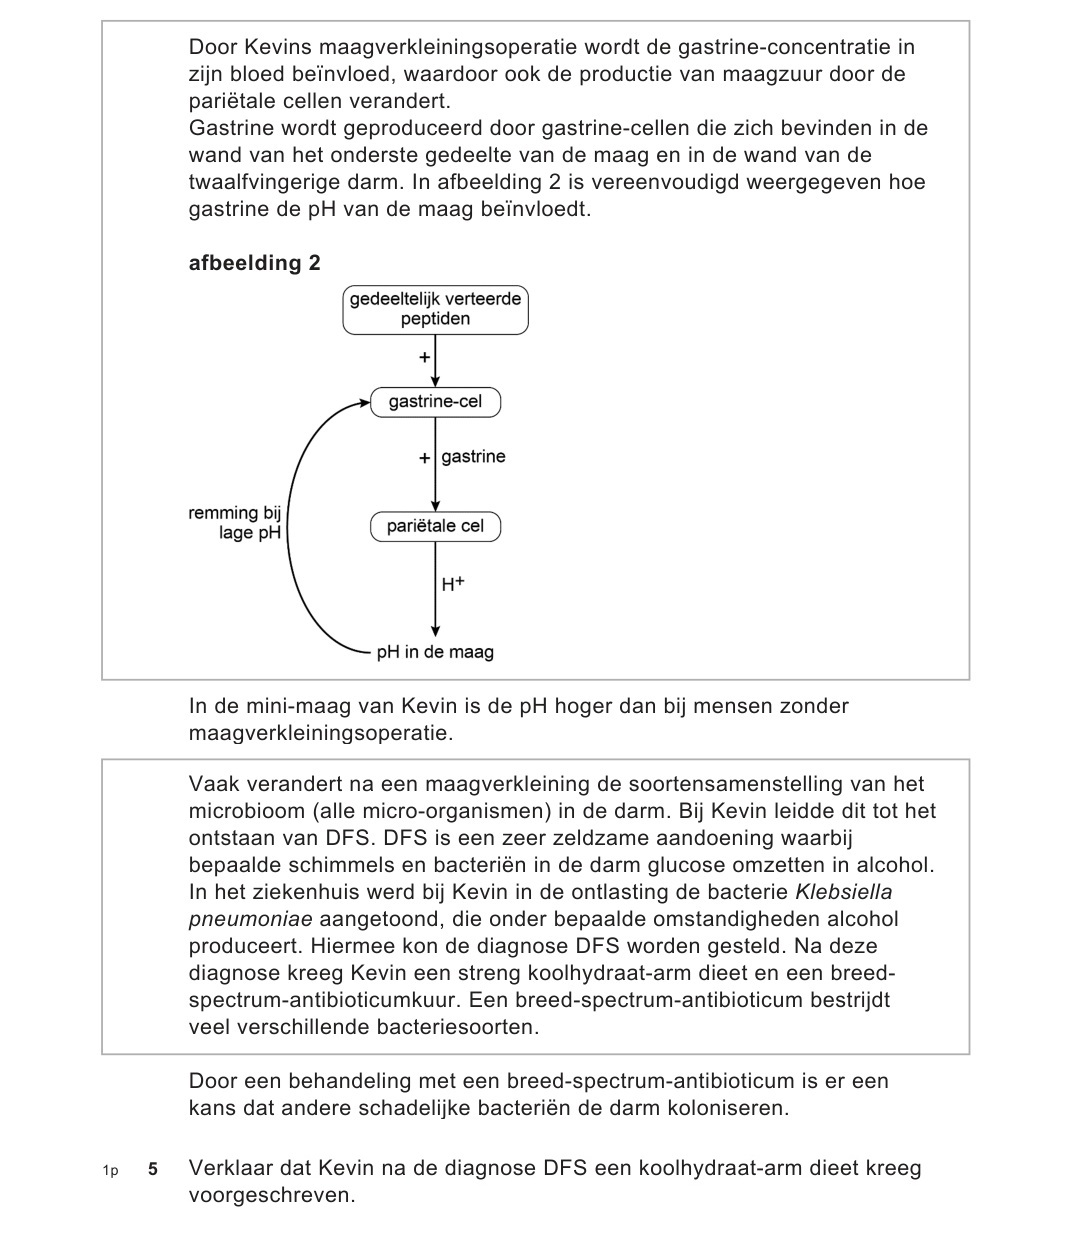 Door Kevins maagverkleiningsoperatie wordt de gastrine-concentratie in
zijn bloed beïnvloed, waardoor ook de productie van maagzuur door de
pariëtale cellen verandert.
Gastrine wordt geproduceerd door gastrine-cellen die zich bevinden in de
wand van het onderste gedeelte van de maag en in de wand van de
twaalfvingerige darm. In afbeelding 2 is vereenvoudigd weergegeven hoe
gastrine de pH van de maag beïnvloedt.
afbeelding 2
gedeeltelijk verteerde
peptiden
+
gastrine-cel
+ gastrine
remming bij
lage pH
pariëtale cel
H+
pH in de maag
In de mini-maag van Kevin is de pH hoger dan bij mensen zonder
maagverkleiningsoperatie.
Vaak verandert na een maagverkleining de soortensamenstelling van het
microbioom (alle micro-organismen) in de darm. Bij Kevin leidde dit tot het
ontstaan van DFS. DFS is een zeer zeldzame aandoening waarbij
bepaalde schimmels en bacteriën in de darm glucose omzetten in alcohol.
In het ziekenhuis werd bij Kevin in de ontlasting de bacterie Klebsiella
pneumoniae aangetoond, die onder bepaalde omstandigheden alcohol
produceert. Hiermee kon de diagnose DFS worden gesteld. Na deze
diagnose kreeg Kevin een streng koolhydraat-arm dieet en een breed-
spectrum-antibioticumkuur. Een breed-spectrum-antibioticum bestrijdt
veel verschillende bacteriesoorten.
Door een behandeling met een breed-spectrum-antibioticum is er een
kans dat andere schadelijke bacteriën de darm koloniseren.
1p 5 Verklaar dat Kevin na de diagnose DFS een koolhydraat-arm dieet kreeg
voorgeschreven.